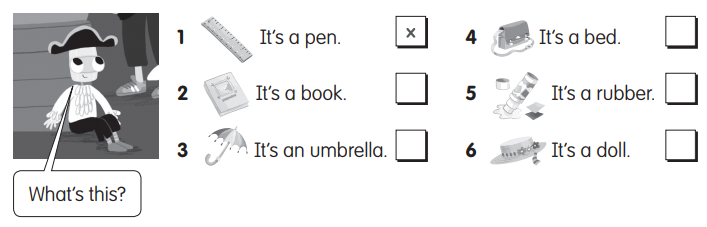 1 It's a pen. x
2 It's a book.
3 It's an umbrella.
4 It's a bed.
5 It's a rubber.
6 It's a doll.
What's this?